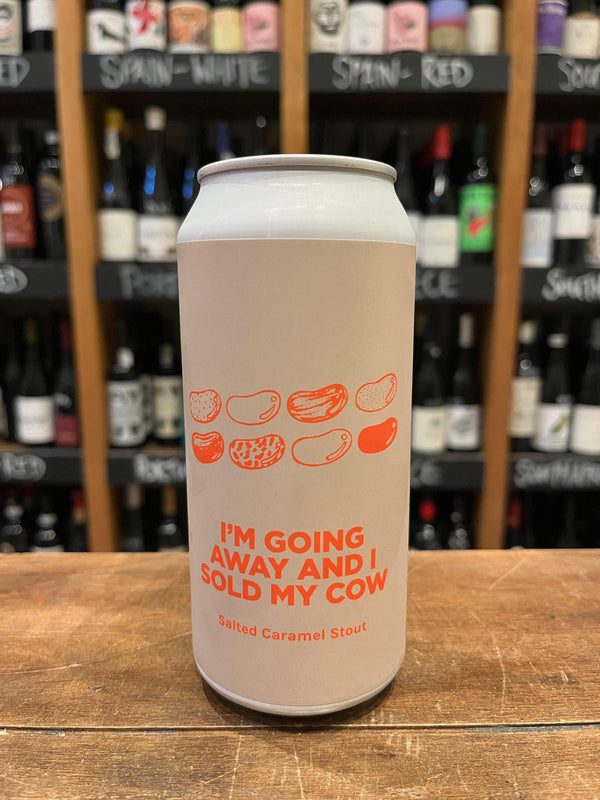 SPAIN-WHITE
SPAIN-RED
I'M GOING
AWAY AND I
SOLD MY COW
Salted Caramel Stout